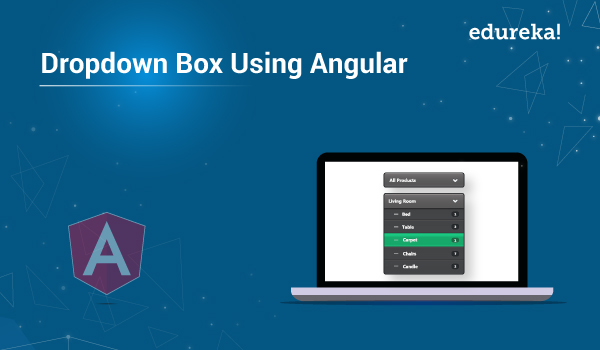 edureka!
Dropdown Box Using Angular
All Products
Living Room
Bed
Table
Carpet
Chairs
Candle
A